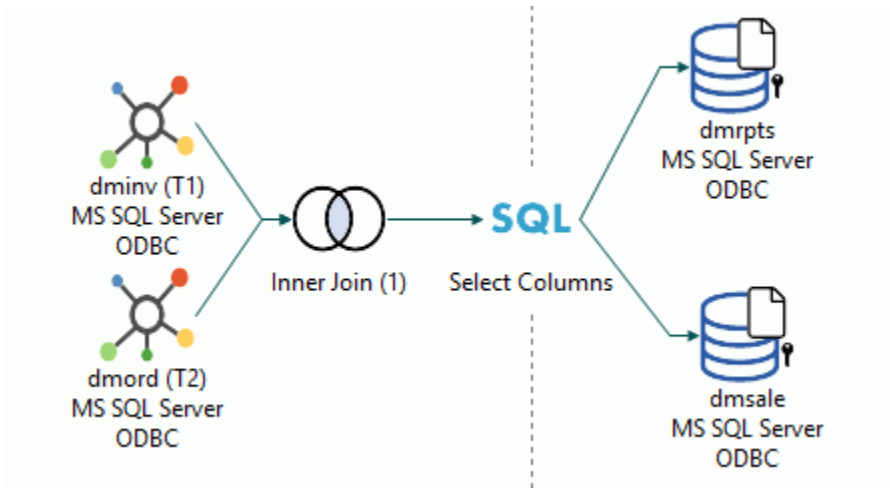 dminv (T1)
MS SQL Server
ODBC
dmord (T2)
MS SQL Server
ODBC
Inner Join (1)
SQL
Select Columns
dmrpts
MS SQL Server
ODBC
dmsale
MS SQL Server
ODBC